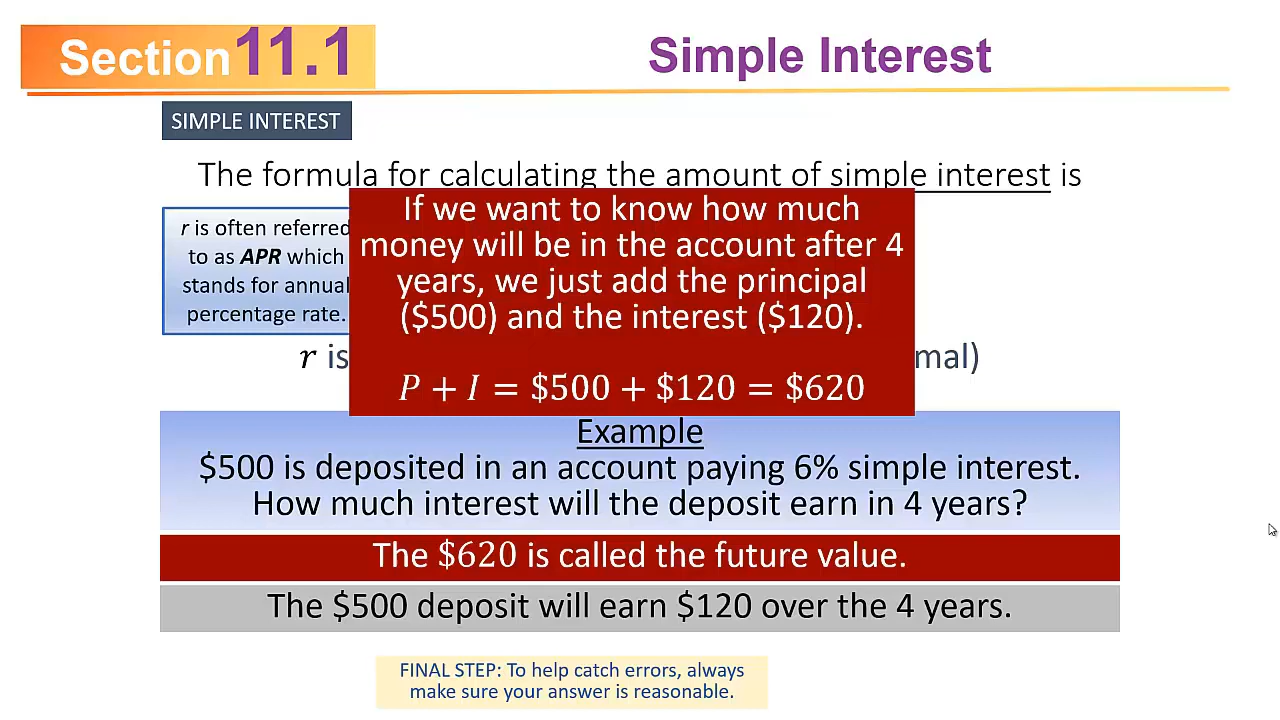 Section 11.1
Simple Interest
SIMPLE INTEREST
The formula for calculating the amount of simple interest is
r is often referred
to as APR which
stands for annual
percentage rate.
If we want to know how much
money will be in the account after 4
years, we just add the principal
($500) and the interest ($120).
P + I = $500 + $120 = $620
r is
mal)
Example
$500 is deposited in an account paying 6% simple interest.
How much interest will the deposit earn in 4 years?
The $620 is called the future value.
The $500 deposit will earn $120 over the 4 years.
FINAL STEP: To help catch errors, always
make sure your answer is reasonable.